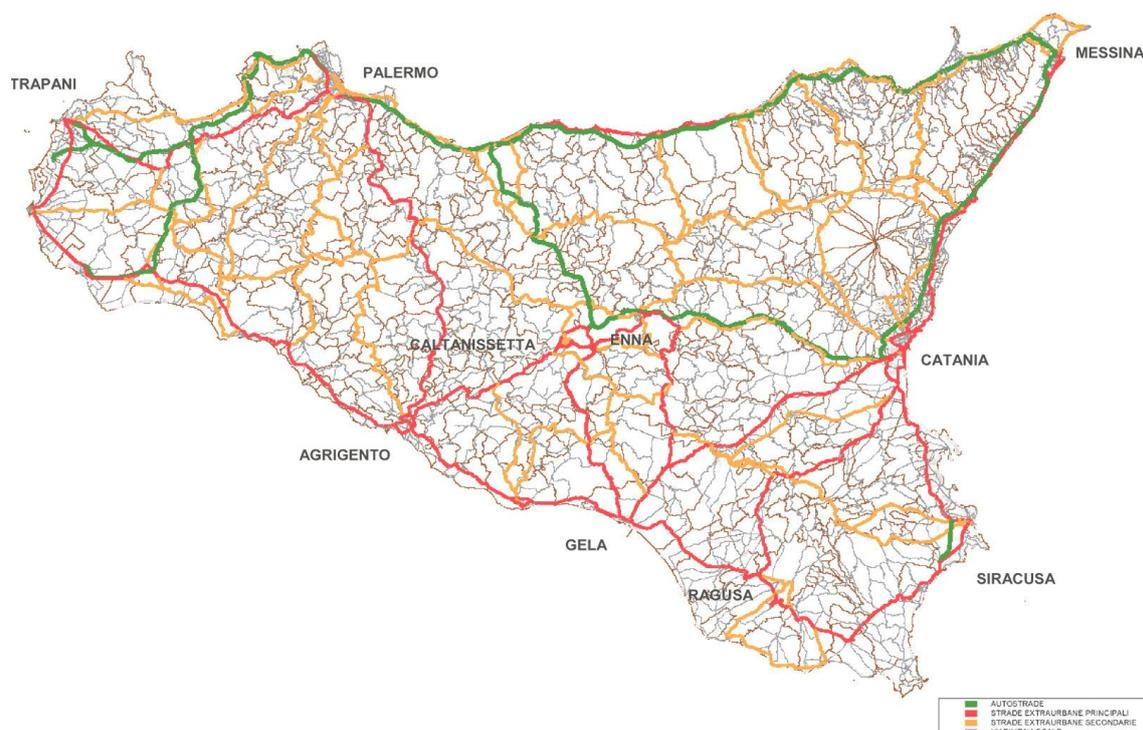 MESSINA
PALERMO
TRAPANI
CALTANISSETTA
ENNA
CATANIA
AGRIGENTO
GELA
SIRACUSA
RAGUSA
AUTOSTRADE
STRADE EXTRAURBANE PRINCIPALI
STRADE EXTRAURBANE SECONDARIE